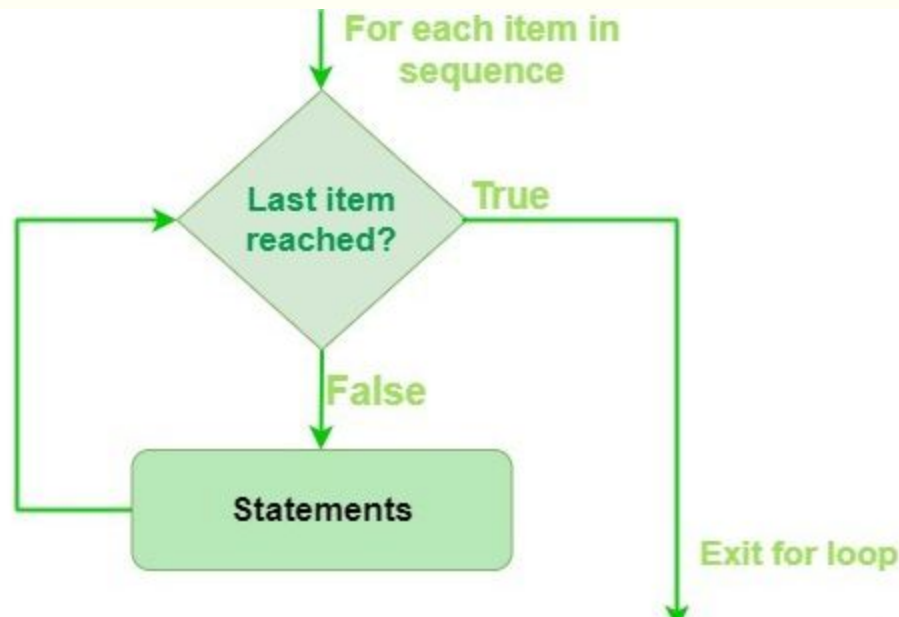 For each item in
sequence
Last item
reached?
True
False
Statements
Exit for loop